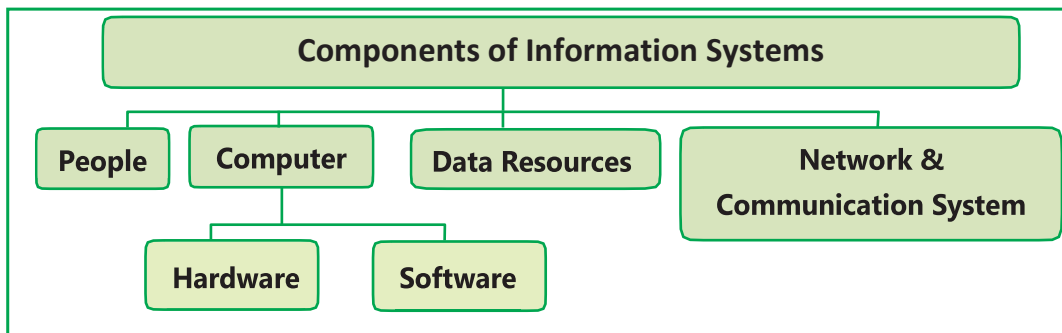 Components of Information Systems
People
Computer
Data Resources
Network &
Communication System
Hardware
Software